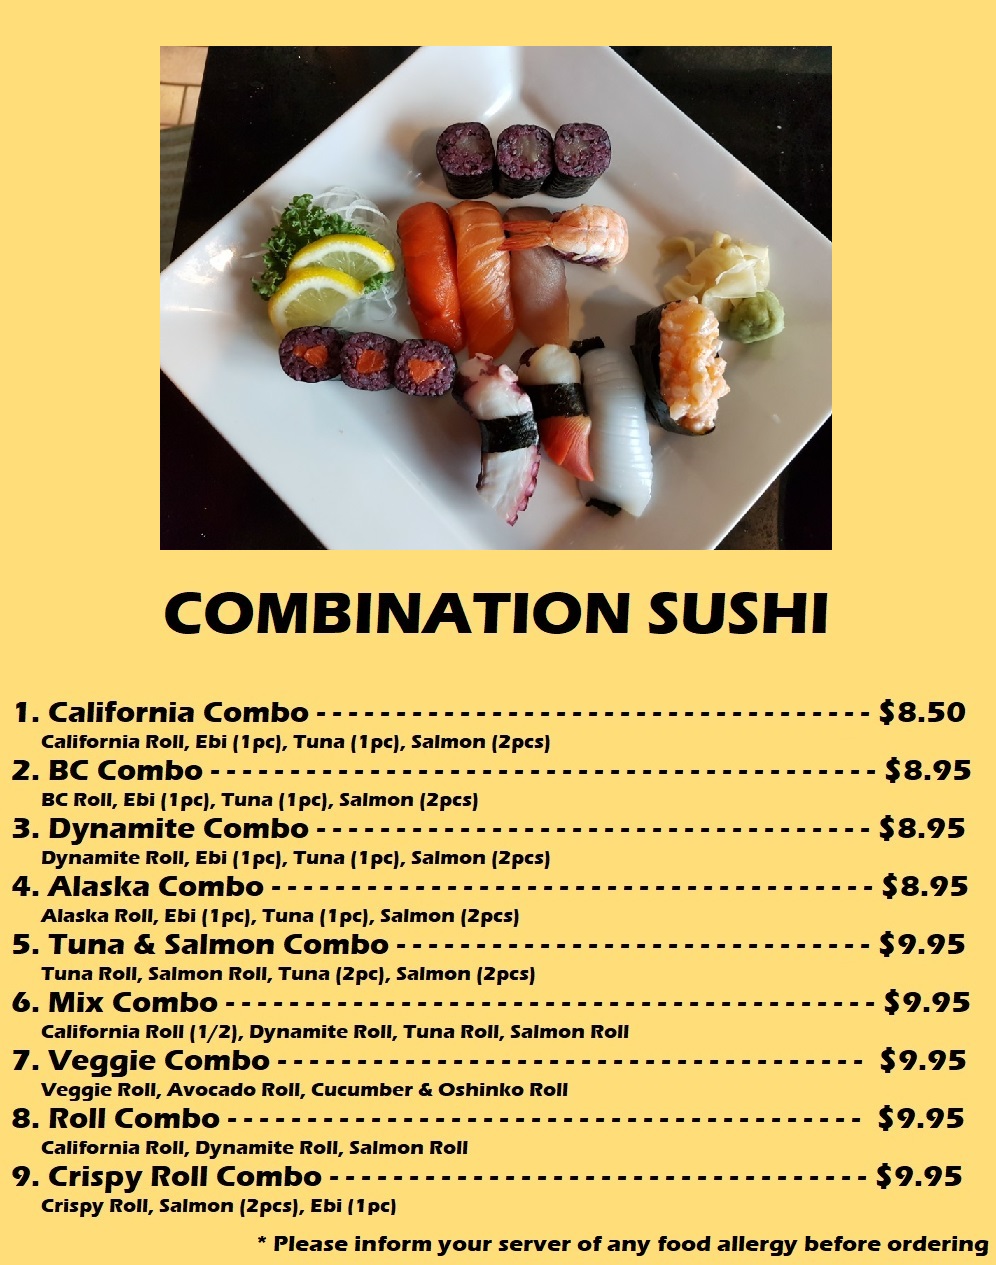 COMBINATION SUSHI
1. California Combo - - - - - - - - - - - - - - - - - - - - - - - - - - - - - - - - - - - $8.50
California Roll, Ebi (1pc), Tuna (1pc), Salmon (2pcs)
2. BC Combo - - - - - - - - - - - - - - - - - - - - - - - - - - - - - - - - - - - - - - - - - - $8.95
BC Roll, Ebi (1pc), Tuna (1pc), Salmon (2pcs)
3. Dynamite Combo - - - - - - - - - - - - - - - - - - - - - - - - - - - - - - - - - - - $8.95
Dynamite Roll, Ebi (1pc), Tuna (1pc), Salmon (2pcs)
4. Alaska Combo - - - - - - - - - - - - - - - - - - - - - - - - - - - - - - - - - - - - - - $8.95
Alaska Roll, Ebi (1pc), Tuna (1pc), Salmon (2pcs)
5. Tuna & Salmon Combo - - - - - - - - - - - - - - - - - - - - - - - - - - - - - - $9.95
Tuna Roll, Salmon Roll, Tuna (2pc), Salmon (2pcs)
6. Mix Combo - - - - - - - - - - - - - - - - - - - - - - - - - - - - - - - - - - - - - - - - - $9.95
California Roll (1/2), Dynamite Roll, Tuna Roll, Salmon Roll
7. Veggie Combo - - - - - - - - - - - - - - - - - - - - - - - - - - - - - - - - - - - - - $9.95
Veggie Roll, Avocado Roll, Cucumber & Oshinko Roll
8. Roll Combo - - - - - - - - - - - - - - - - - - - - - - - - - - - - - - - - - - - - - - - - $9.95
California Roll, Dynamite Roll, Salmon Roll
9. Crispy Roll Combo - - - - - - - - - - - - - - - - - - - - - - - - - - - - - - - - - - $9.95
Crispy Roll, Salmon (2pcs), Ebi (1pc)
* Please inform your server of any food allergy before ordering